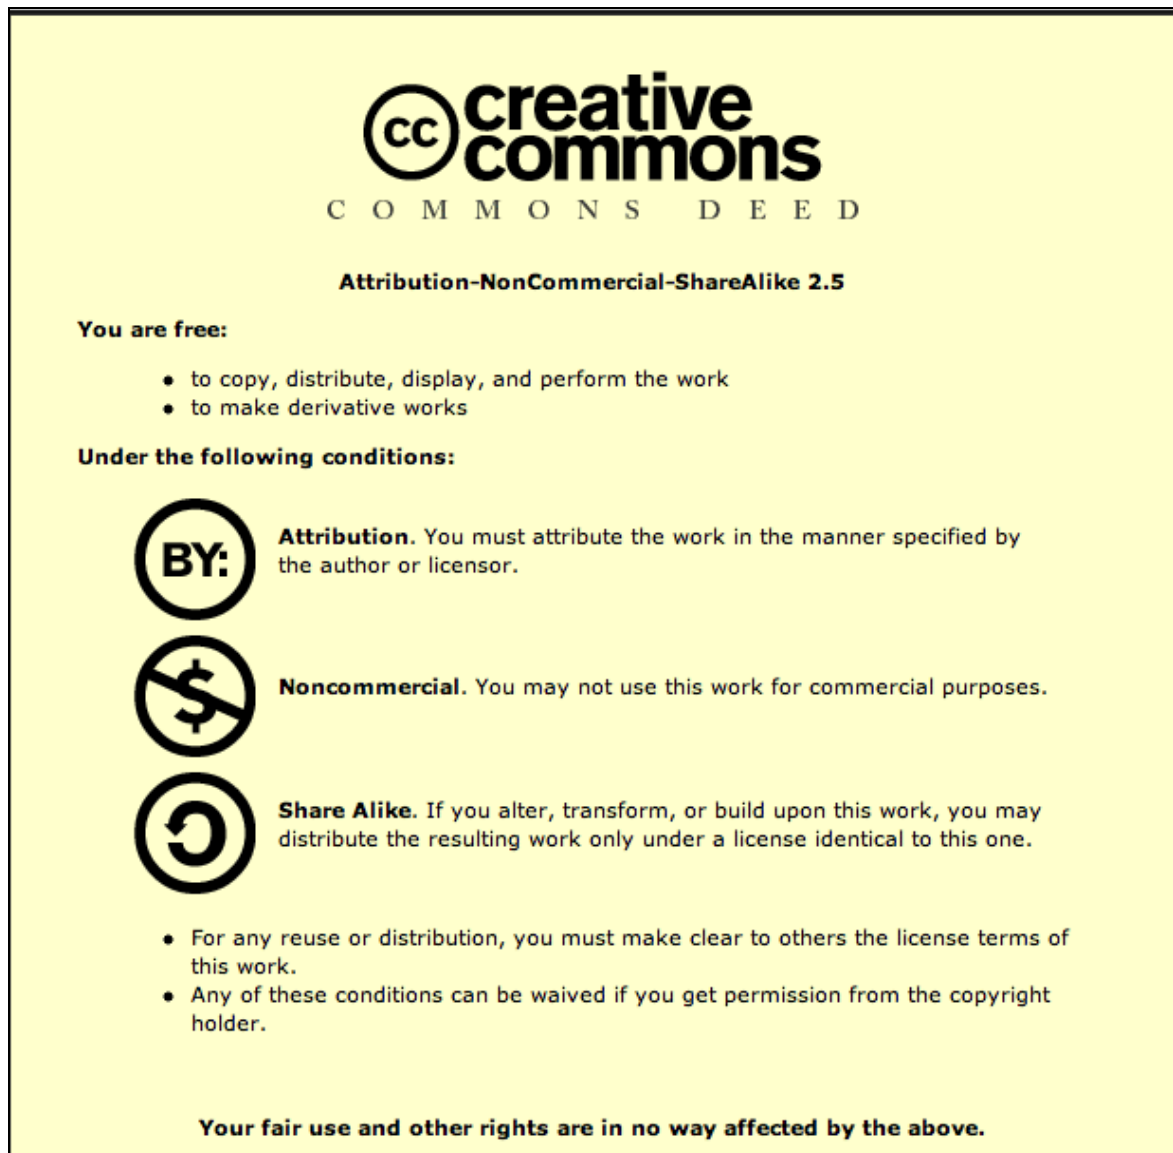 cc creative
commons
COMMONS DEED
Attribution-NonCommercial-ShareAlike 2.5
You are free:
• to copy, distribute, display, and perform the work
• to make derivative works
Under the following conditions:
BY:
Attribution. You must attribute the work in the manner specified by
the author or licensor.
$
Noncommercial. You may not use this work for commercial purposes.
Share Alike. If you alter, transform, or build upon this work, you may
distribute the resulting work only under a license identical to this one.
• For any reuse or distribution, you must make clear to others the license terms of
this work.
• Any of these conditions can be waived if you get permission from the copyright
holder.
Your fair use and other rights are in no way affected by the above.